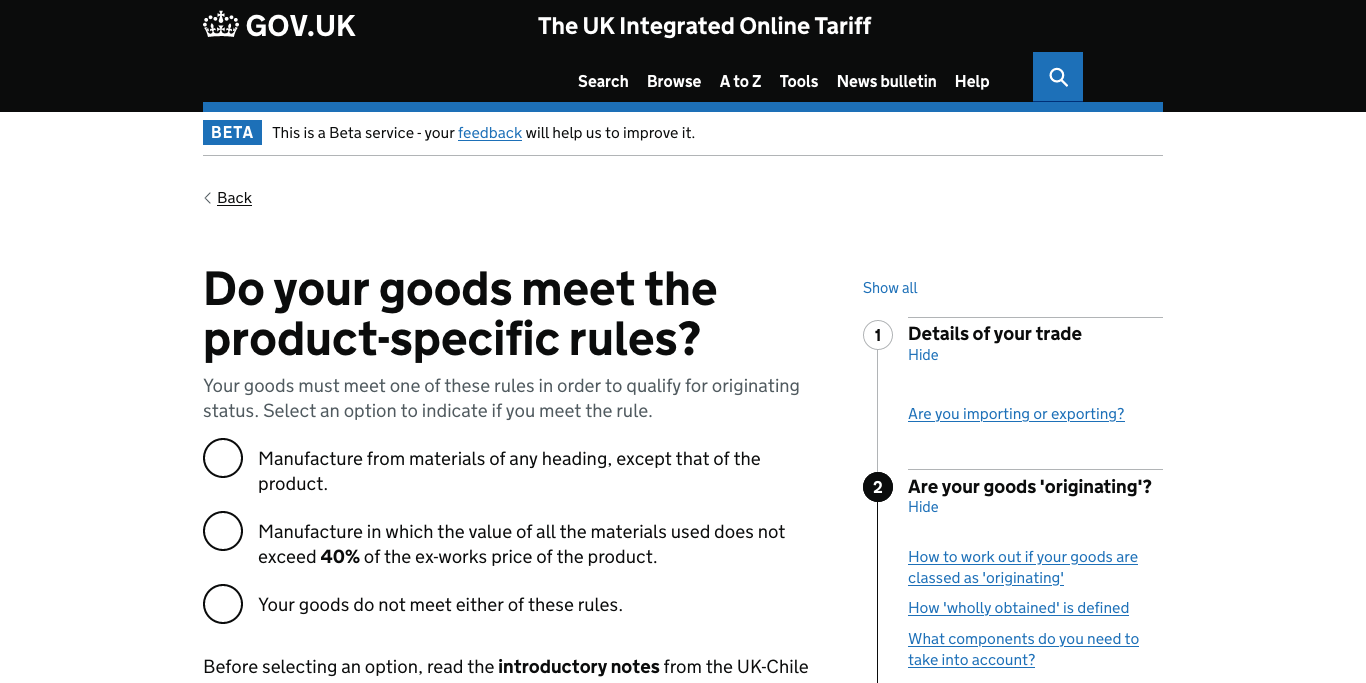 GOV.UK
The UK Integrated Online Tariff
Search Browse A to Z Tools News bulletin Help
BETA This is a Beta service - your feedback will help us to improve it.
Back
Do your goods meet the
product-specific rules?
Your goods must meet one of these rules in order to qualify for originating
status. Select an option to indicate if you meet the rule.
Manufacture from materials of any heading, except that of the
product.
Manufacture in which the value of all the materials used does not
exceed 40% of the ex-works price of the product.
Your goods do not meet either of these rules.
Before selecting an option, read the introductory notes from the UK-Chile
Show all
1 Details of your trade
Hide
Are you importing or exporting?
2 Are your goods 'originating'?
Hide
How to work out if your goods are
classed as 'originating'
How 'wholly obtained' is defined
What components do you need to
take into account?